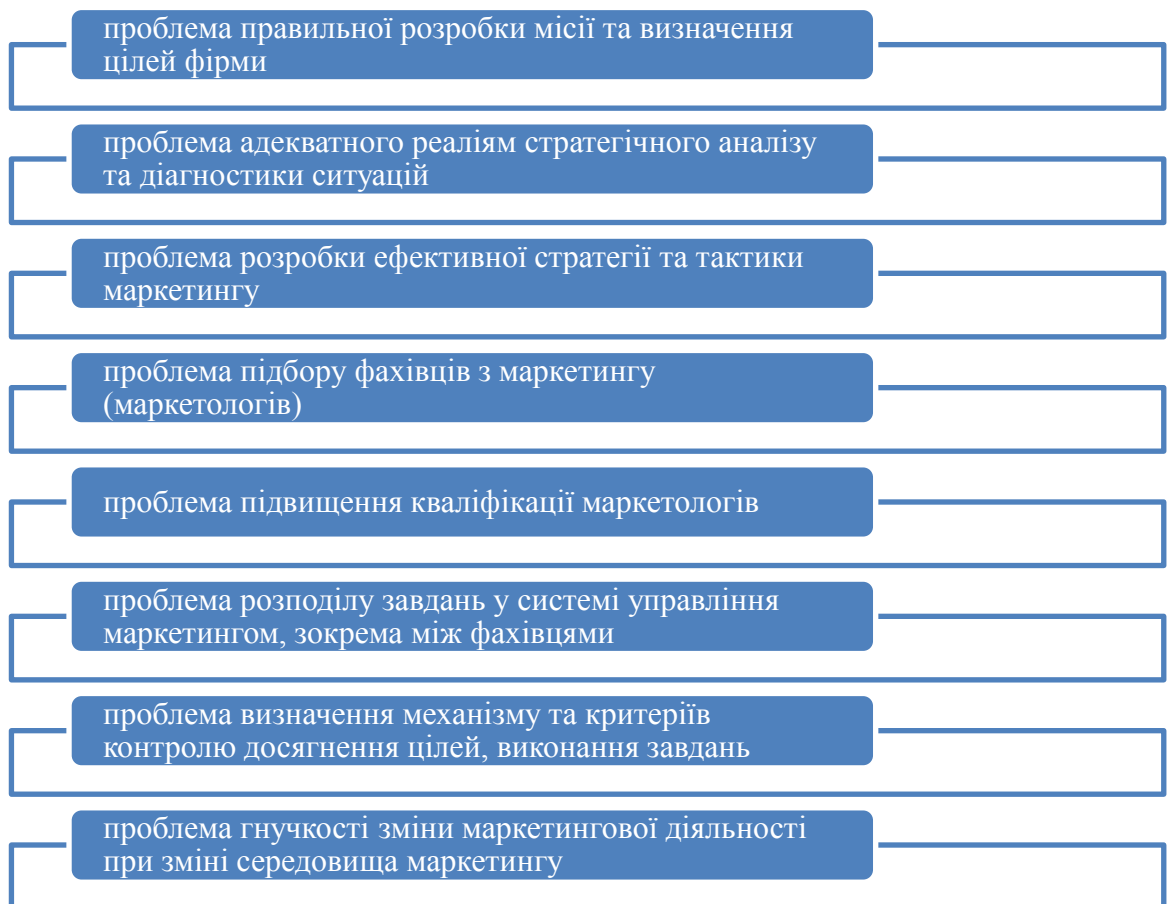 проблема правильної розробки місії та визначення
цілей фірми
проблема адекватного реаліям стратегічного аналізу
та діагностики ситуацій
проблема розробки ефективної стратегії та тактики
маркетингу
проблема підбору фахівців з маркетингу
(маркетологів)
проблема підвищення кваліфікації маркетологів
проблема розподілу завдань у системі управління
маркетингом, зокрема між фахівцями
проблема визначення механізму та критеріїв
контролю досягнення цілей, виконання завдань
проблема гнучкості зміни маркетингової діяльності
при зміні середовища маркетингу